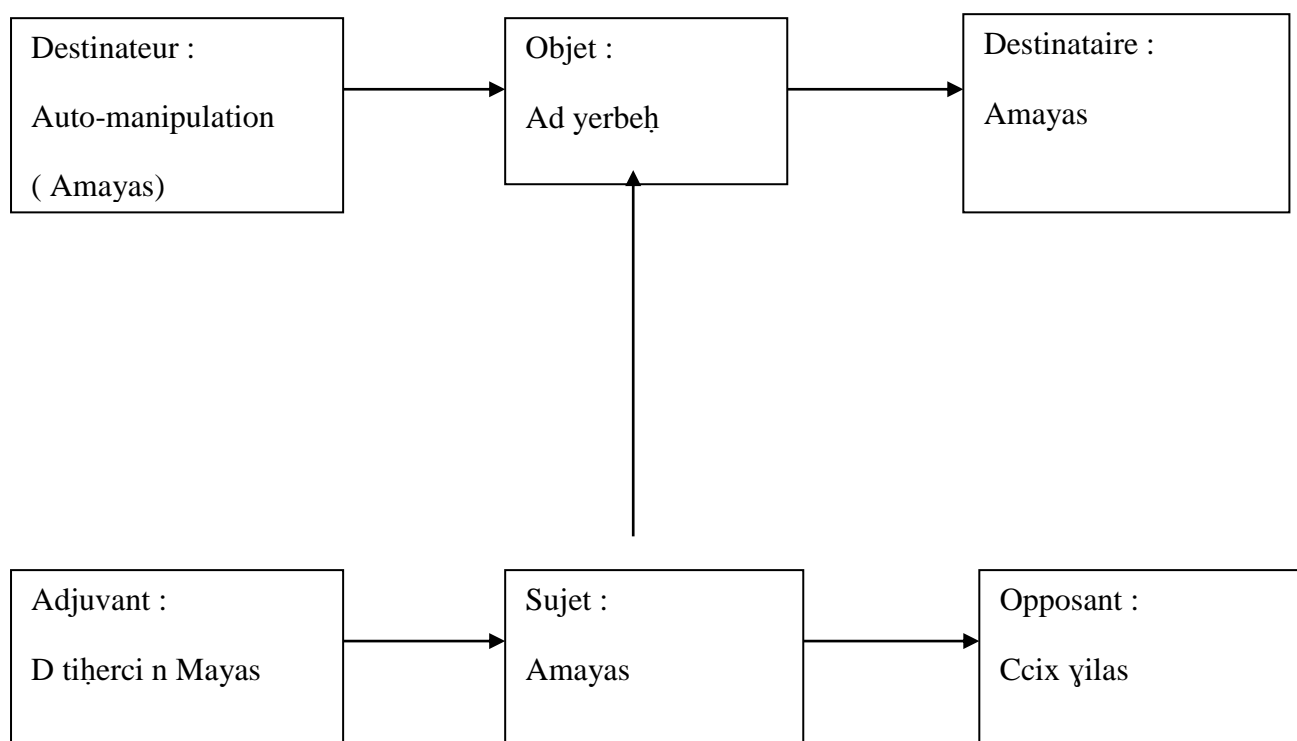 Destinateur :
Auto-manipulation
( Amayas)
Objet :
Ad yerbeḥ
Destinataire :
Amayas
Adjuvant :
D tiḥerci n Mayas
Sujet :
Amayas
Opposant :
Ccix ɣilas